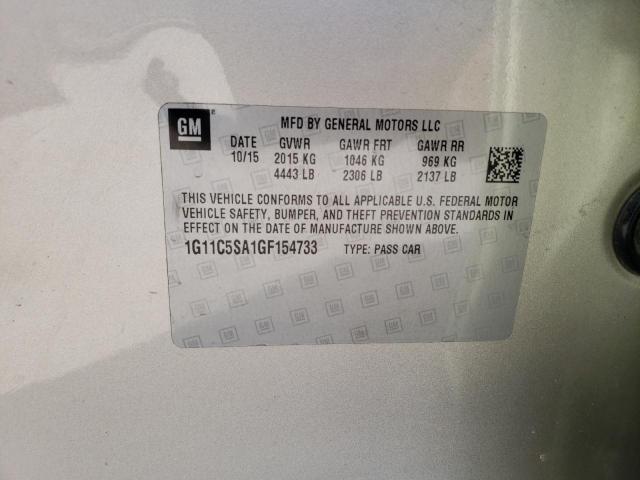 GM
MFD BY GENERAL MOTORS LLC
DATE GVWR GAWR FRT GAWR RR
10/15 2015 KG 1046 KG 969 KG
4443 LB 2306 LB 2137 LB
THIS VEHICLE CONFORMS TO ALL APPLICABLE U.S. FEDERAL MOTOR
VEHICLE SAFETY, BUMPER, AND THEFT PREVENTION STANDARDS IN
EFFECT ON THE DATE OF MANUFACTURE SHOWN ABOVE.
1G11C5SA1GF154733 TYPE: PASS CAR